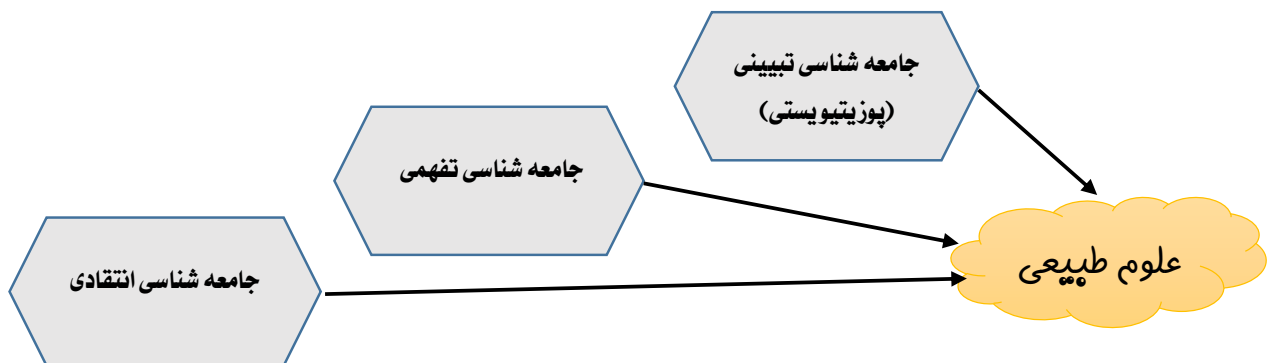 جامعه شناسی تبیینی
(پوزیتیویستی)
جامعه شناسی تفهمی
جامعه شناسی انتقادی
علوم طبیعی